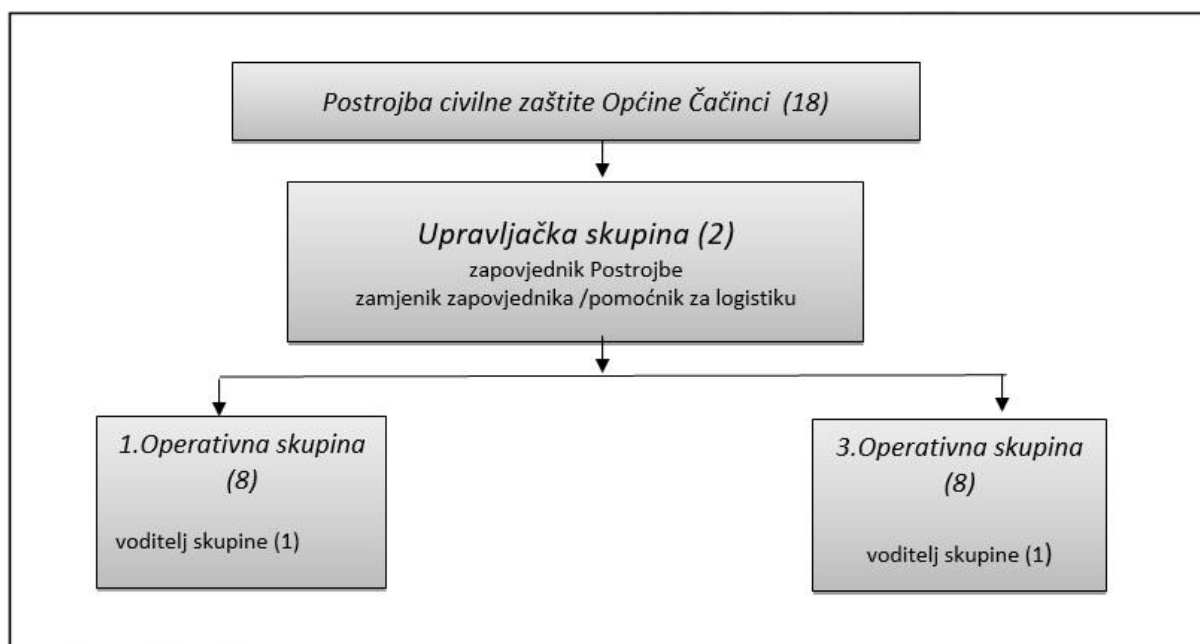 Postrojba civilne zaštite Općine Čačinci (18)
Upravljačka skupina (2)
zapovjednik Postrojbe
zamjenik zapovjednika /pomoćnik za logistiku
1.Operativna skupina
(8)
voditelj skupine (1)
3.Operativna skupina
(8)
voditelj skupine (1)